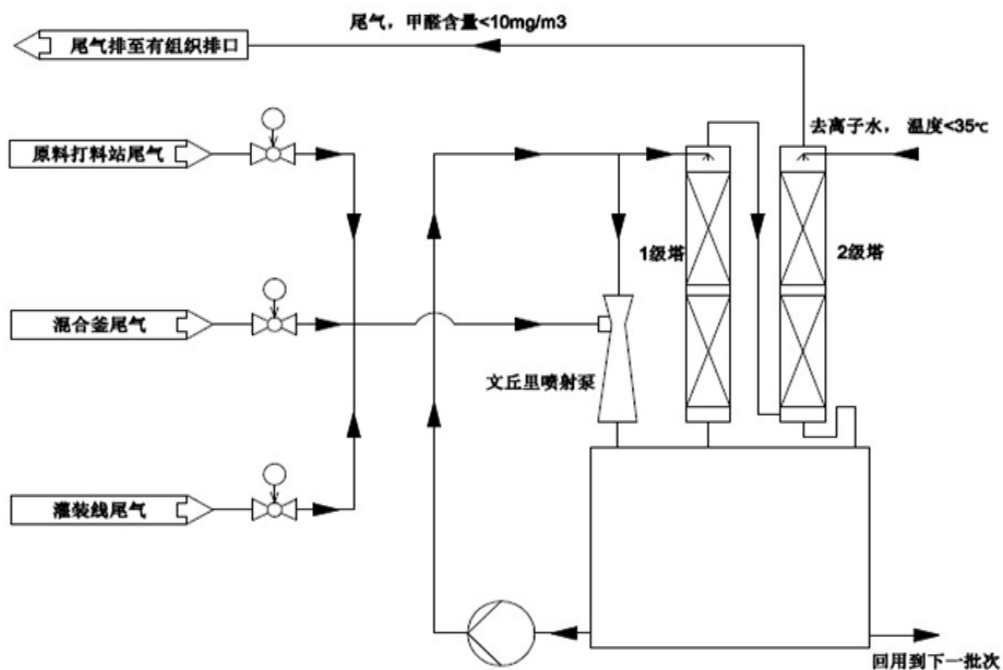 尾气，甲醛含量<10mg/m3
尾气排至有组织排口
去离子水， 温度<35℃
原料打料站尾气
1级塔
2级塔
混合釜尾气
文丘里喷射泵
灌装线尾气
回用到下一批次